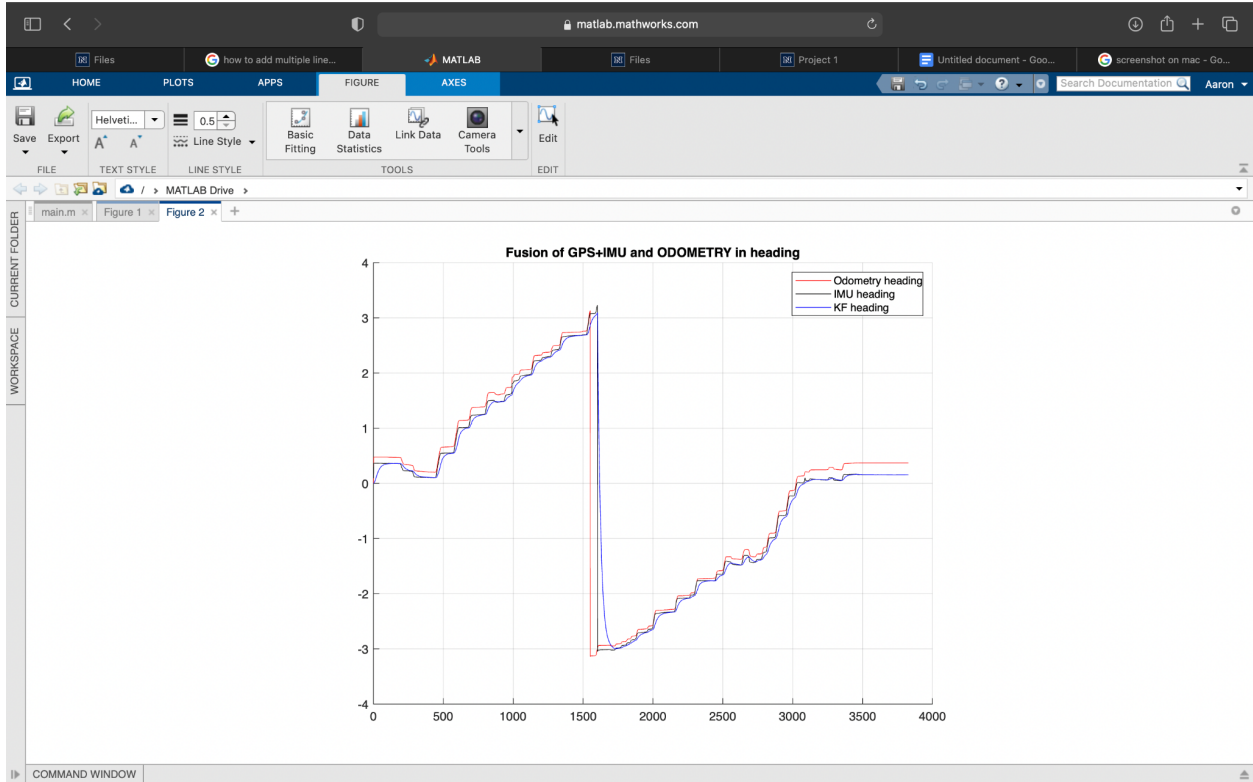 matlab.mathworks.com
Files
how to add multiple line...
MATLAB
Files
Project 1
Untitled document - Goo...
screenshot on mac - Go...
HOME PLOTS APPS FIGURE AXES
Search Documentation Aaron
Helveti... 0.5
Save Export A A Line Style
Basic Fitting
Data Statistics
Link Data
Camera Tools
Edit
FILE TEXT STYLE LINE STYLE TOOLS EDIT
/ > MATLAB Drive >
main.m × Figure 1 × Figure 2 × +
CURRENT FOLDER
WORKSPACE
Fusion of GPS+IMU and ODOMETRY in heading
Odometry heading
IMU heading
KF heading
4
3
2
1
0
-1
-2
-3
-4
0 500 1000 1500 2000 2500 3000 3500 4000
COMMAND WINDOW